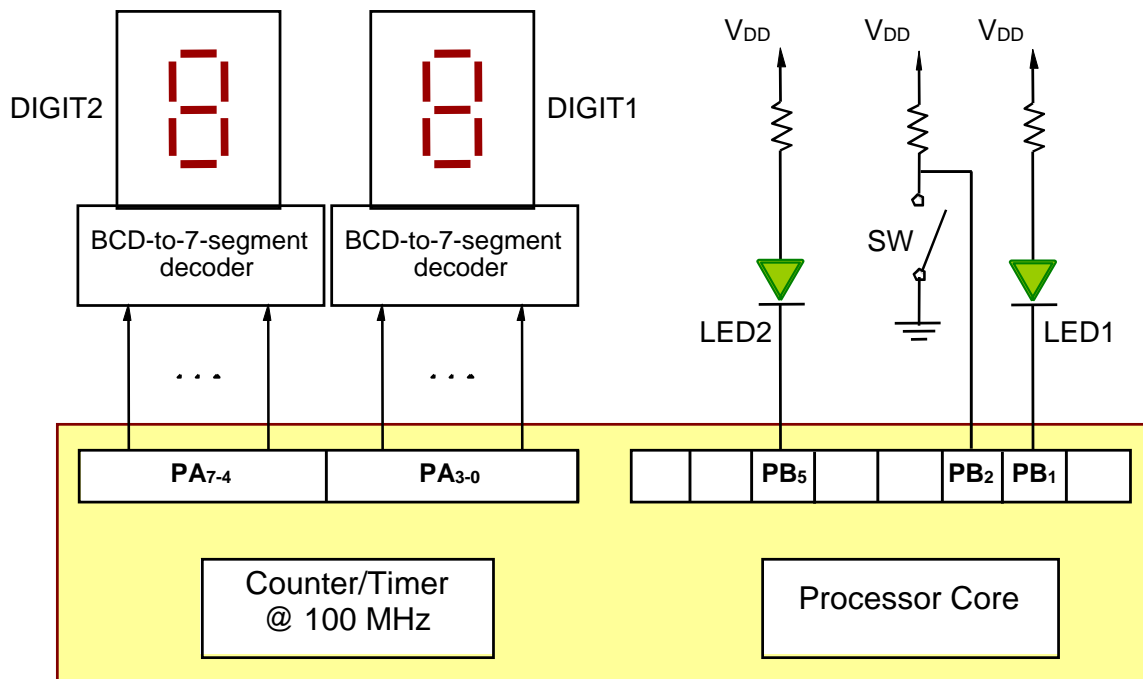 VDD
VDD
VDD
DIGIT2
DIGIT1
SW
BCD-to-7-segment
decoder
BCD-to-7-segment
decoder
LED2
LED1
...
...
PA7-4
PA3-0
PB5
PB2
PB1
Counter/Timer
@ 100 MHz
Processor Core